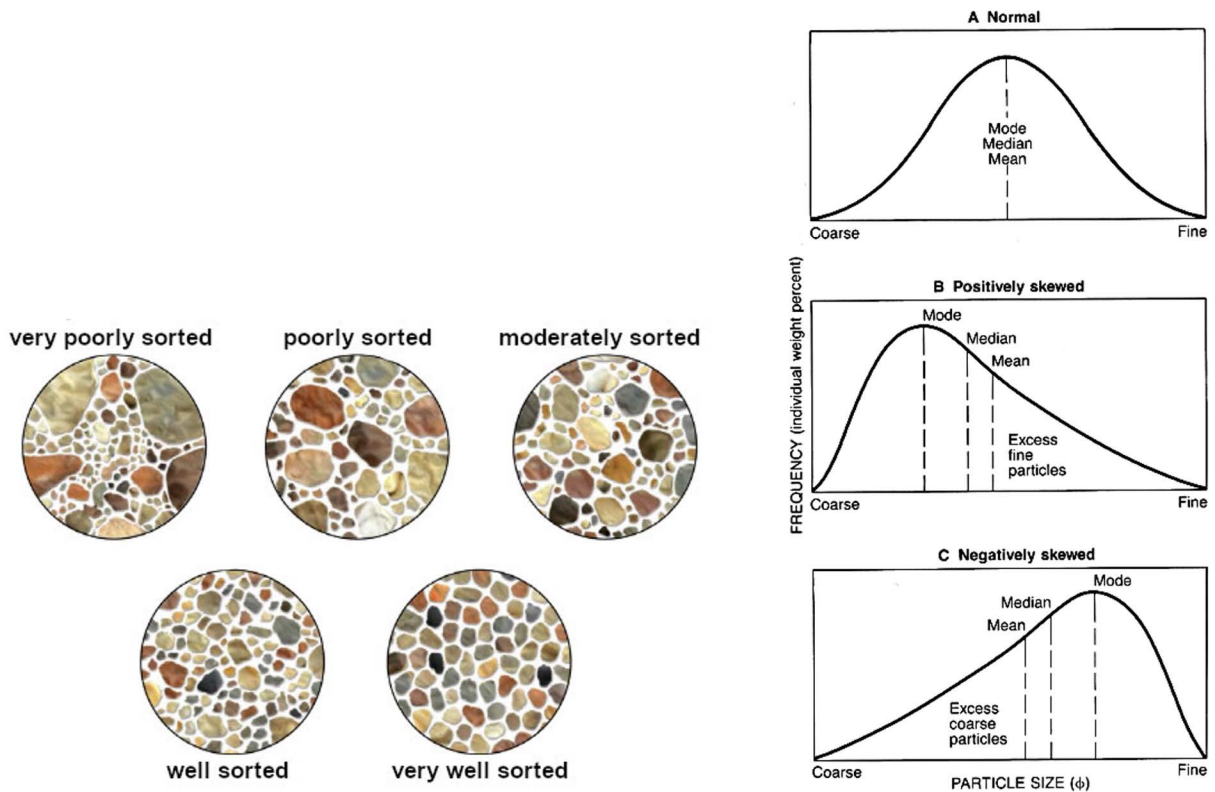 very poorly sorted
poorly sorted
moderately sorted
well sorted
very well sorted
A Normal
Mode
Median
Mean
Coarse
Fine
FREQUENCY (individual weight percent)
B Positively skewed
Mode
Median
Mean
Excess
fine
particles
Coarse
Fine
C Negatively skewed
Mode
Median
Mean
Excess
coarse
particles
Coarse
Fine
PARTICLE SIZE (ϕ)